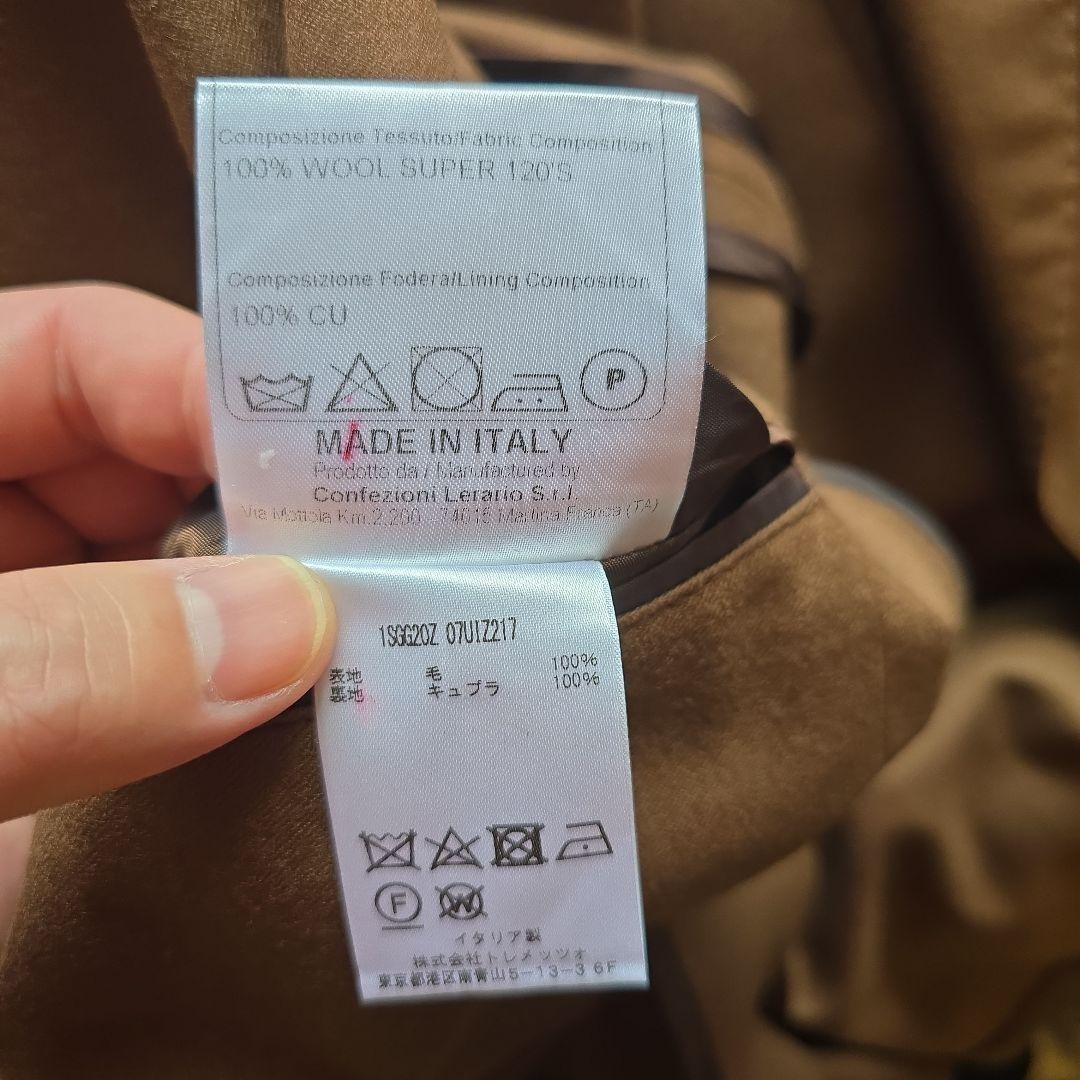 Composizione Tessuto/Fabric Composition
100% WOOL SUPER 120'S
Composizione Fodera/Lining Composition
100% CU
P
MADE IN ITALY
Prodotto da / Manufactured by
Confezioni Lerario S.r.l.
Via Mottola Km.2,200 74015 Martina Franca (TA)
1SGG20Z 07UIZ217
表地 毛 100%
裏地 キュプラ 100%
F W
イタリア製
株式会社トレメッツォ
東京都港区南青山5-13-3 6F